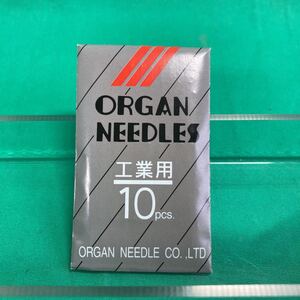 ORGAN
NEEDLES
工業用
10pcs.
ORGAN NEEDLE CO.,LTD